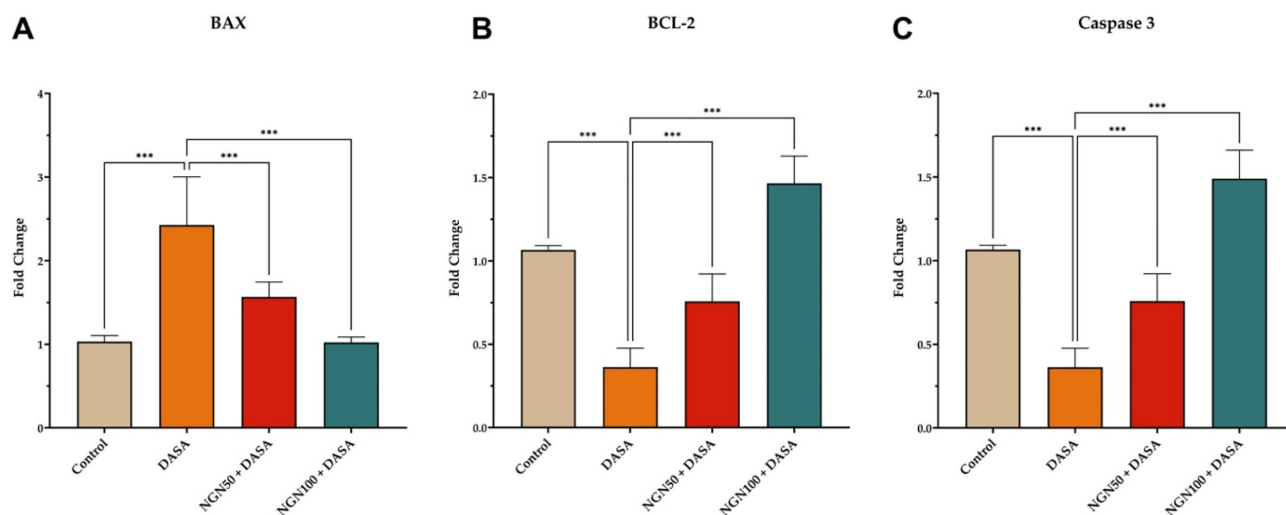 A
BAX
Fold Change
4
3
2
1
0
***
***
***
Control
DASA
NGN50 + DASA
NGN100 + DASA
B
BCL-2
Fold Change
2.0
1.5
1.0
0.5
0.0
***
***
***
Control
DASA
NGN50 + DASA
NGN100 + DASA
C
Caspase 3
Fold Change
2.0
1.5
1.0
0.5
0.0
***
***
***
Control
DASA
NGN50 + DASA
NGN100 + DASA